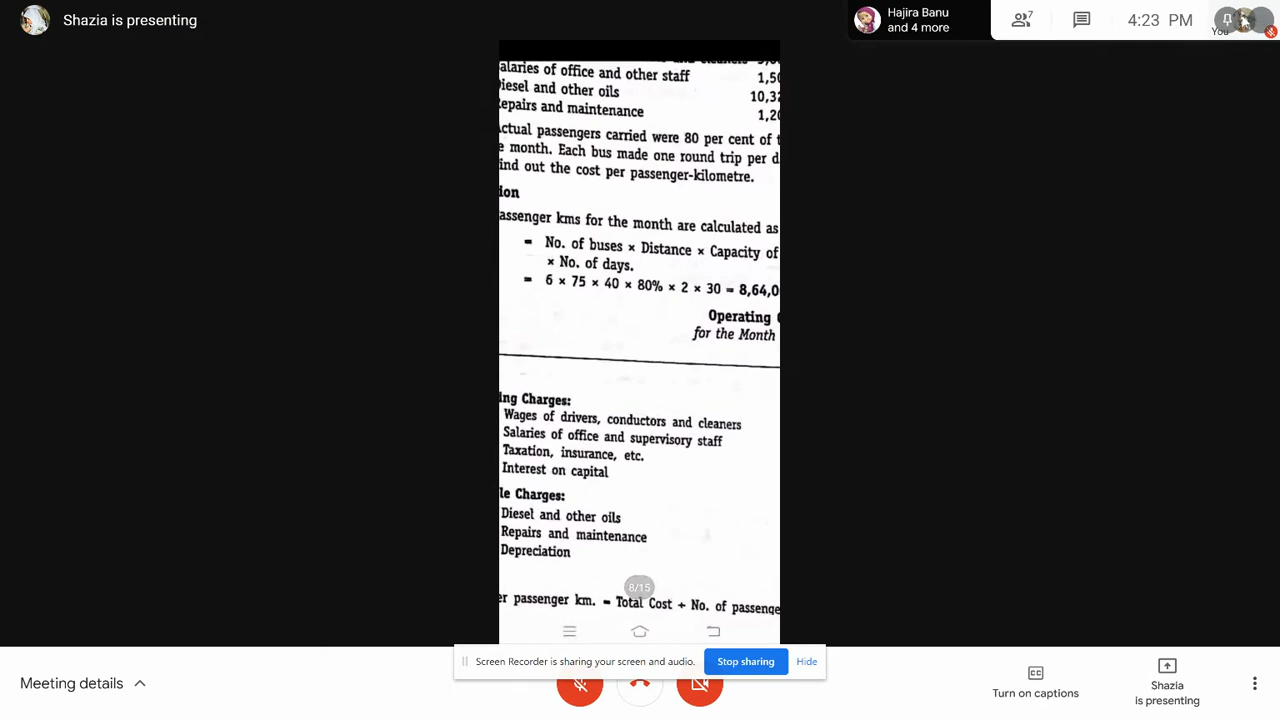 Shazia is presenting
Hajira Banu
and 4 more
7
4:23 PM
You
alaries of office and other staff 1,50
Diesel and other oils 10,32
Repairs and maintenance 1,20
Actual passengers carried were 80 per cent of t
e month. Each bus made one round trip per d
ind out the cost per passenger-kilometre.
ion
assenger kms for the month are calculated as
= No. of buses × Distance × Capacity of
× No. of days.
= 6 × 75 × 40 × 80% × 2 × 30 = 8,64,0
Operating
for the Month
ing Charges:
Wages of drivers, conductors and cleaners
Salaries of office and supervisory staff
Taxation, insurance, etc.
Interest on capital
le Charges:
Diesel and other oils
Repairs and maintenance
Depreciation
8/15
er passenger km. = Total Cost ÷ No. of passenge
Screen Recorder is sharing your screen and audio. Stop sharing Hide
Meeting details
Turn on captions
Shazia
is presenting